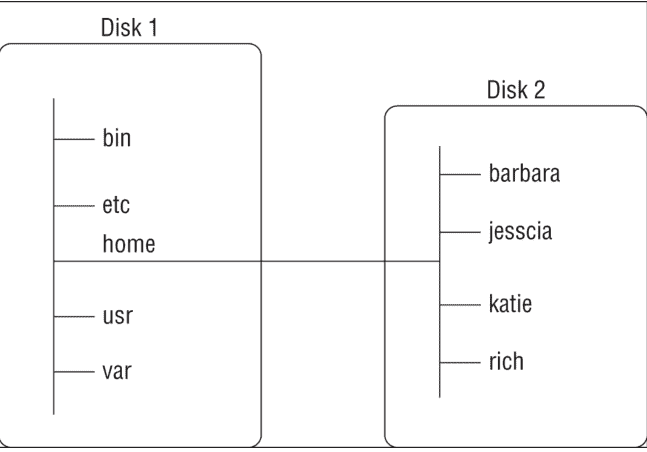 Disk 1
bin
etc
home
usr
var
Disk 2
barbara
jesscia
katie
rich